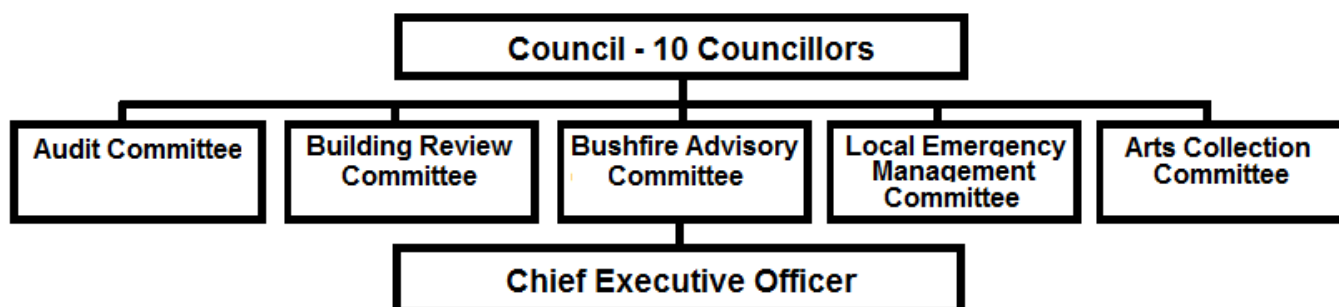 Council - 10 Councillors
Audit Committee
Building Review
Committee
Bushfire Advisory
Committee
Local Emergency
Management
Committee
Arts Collection
Committee
Chief Executive Officer